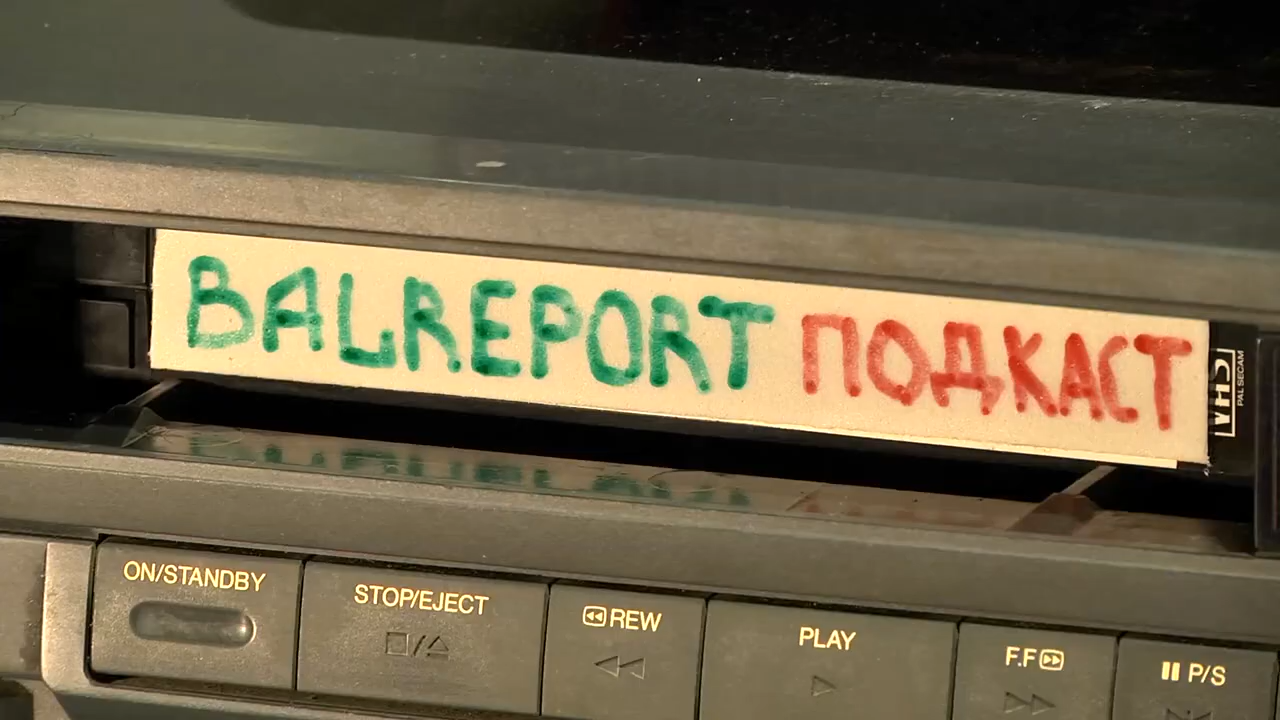 BALREPORT ПОДКАСТ
VHS
PAL SECAM
ON/STANDBY
STOP/EJECT
REW
PLAY
F.F
P/S